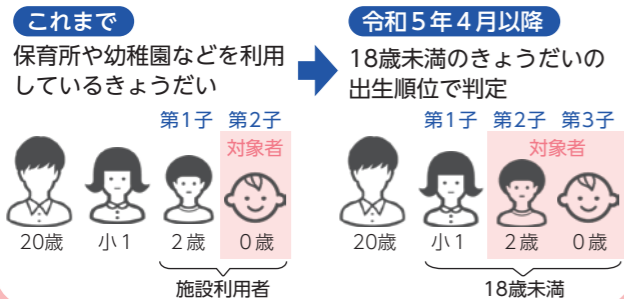 これまで
保育所や幼稚園などを利用
しているきょうだい
第1子 第2子
対象者
20歳 小1 2歳 0歳
施設利用者
令和5年4月以降
18歳未満のきょうだいの
出生順位で判定
第1子 第2子 第3子
対象者
20歳 小1 2歳 0歳
18歳未満